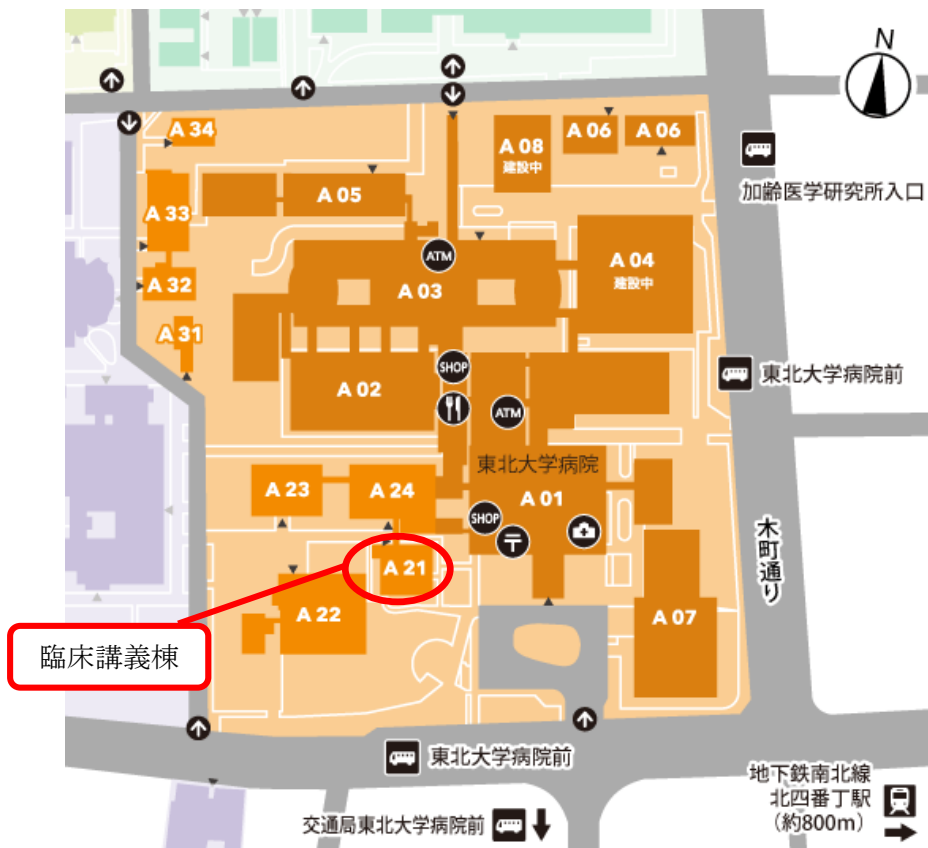 N
A 34
A 08
建設中
A 06
A 06
加齢医学研究所入口
A 05
A 33
ATM
A 04
建設中
A 32
A 03
A 31
SHOP
東北大学病院前
A 02
ATM
東北大学病院
A 23
A 24
A 01
SHOP
〒
木町通り
A 21
A 22
A 07
臨床講義棟
東北大学病院前
地下鉄南北線
北四番丁駅
（約800m）
交通局東北大学病院前